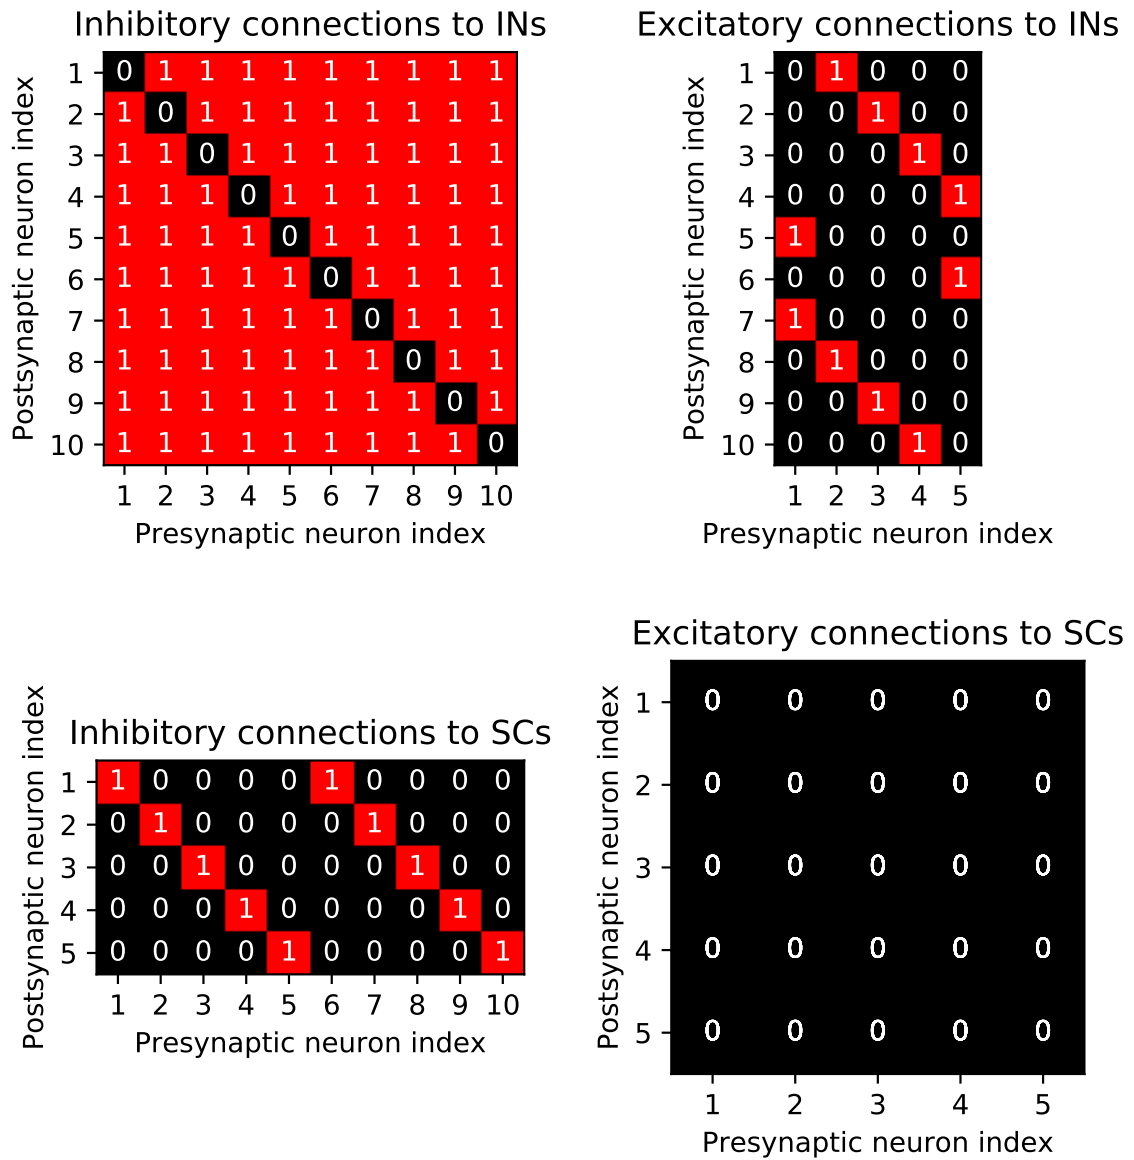 Inhibitory connections to INs
Postsynaptic neuron index
1 0 1 1 1 1 1 1 1 1 1
2 1 0 1 1 1 1 1 1 1 1
3 1 1 0 1 1 1 1 1 1 1
4 1 1 1 0 1 1 1 1 1 1
5 1 1 1 1 0 1 1 1 1 1
6 1 1 1 1 1 0 1 1 1 1
7 1 1 1 1 1 1 0 1 1 1
8 1 1 1 1 1 1 1 0 1 1
9 1 1 1 1 1 1 1 1 0 1
10 1 1 1 1 1 1 1 1 1 0
1 2 3 4 5 6 7 8 9 10
Presynaptic neuron index
Excitatory connections to INs
Postsynaptic neuron index
1 0 1 0 0 0
2 0 0 1 0 0
3 0 0 0 1 0
4 0 0 0 0 1
5 1 0 0 0 0
6 0 0 0 0 1
7 1 0 0 0 0
8 0 1 0 0 0
9 0 0 1 0 0
10 0 0 0 1 0
1 2 3 4 5
Presynaptic neuron index
Inhibitory connections to SCs
Postsynaptic neuron index
1 1 0 0 0 0 1 0 0 0 0
2 0 1 0 0 0 0 1 0 0 0
3 0 0 1 0 0 0 0 1 0 0
4 0 0 0 1 0 0 0 0 1 0
5 0 0 0 0 1 0 0 0 0 1
1 2 3 4 5 6 7 8 9 10
Presynaptic neuron index
Excitatory connections to SCs
Postsynaptic neuron index
1 0 0 0 0 0
2 0 0 0 0 0
3 0 0 0 0 0
4 0 0 0 0 0
5 0 0 0 0 0
1 2 3 4 5
Presynaptic neuron index